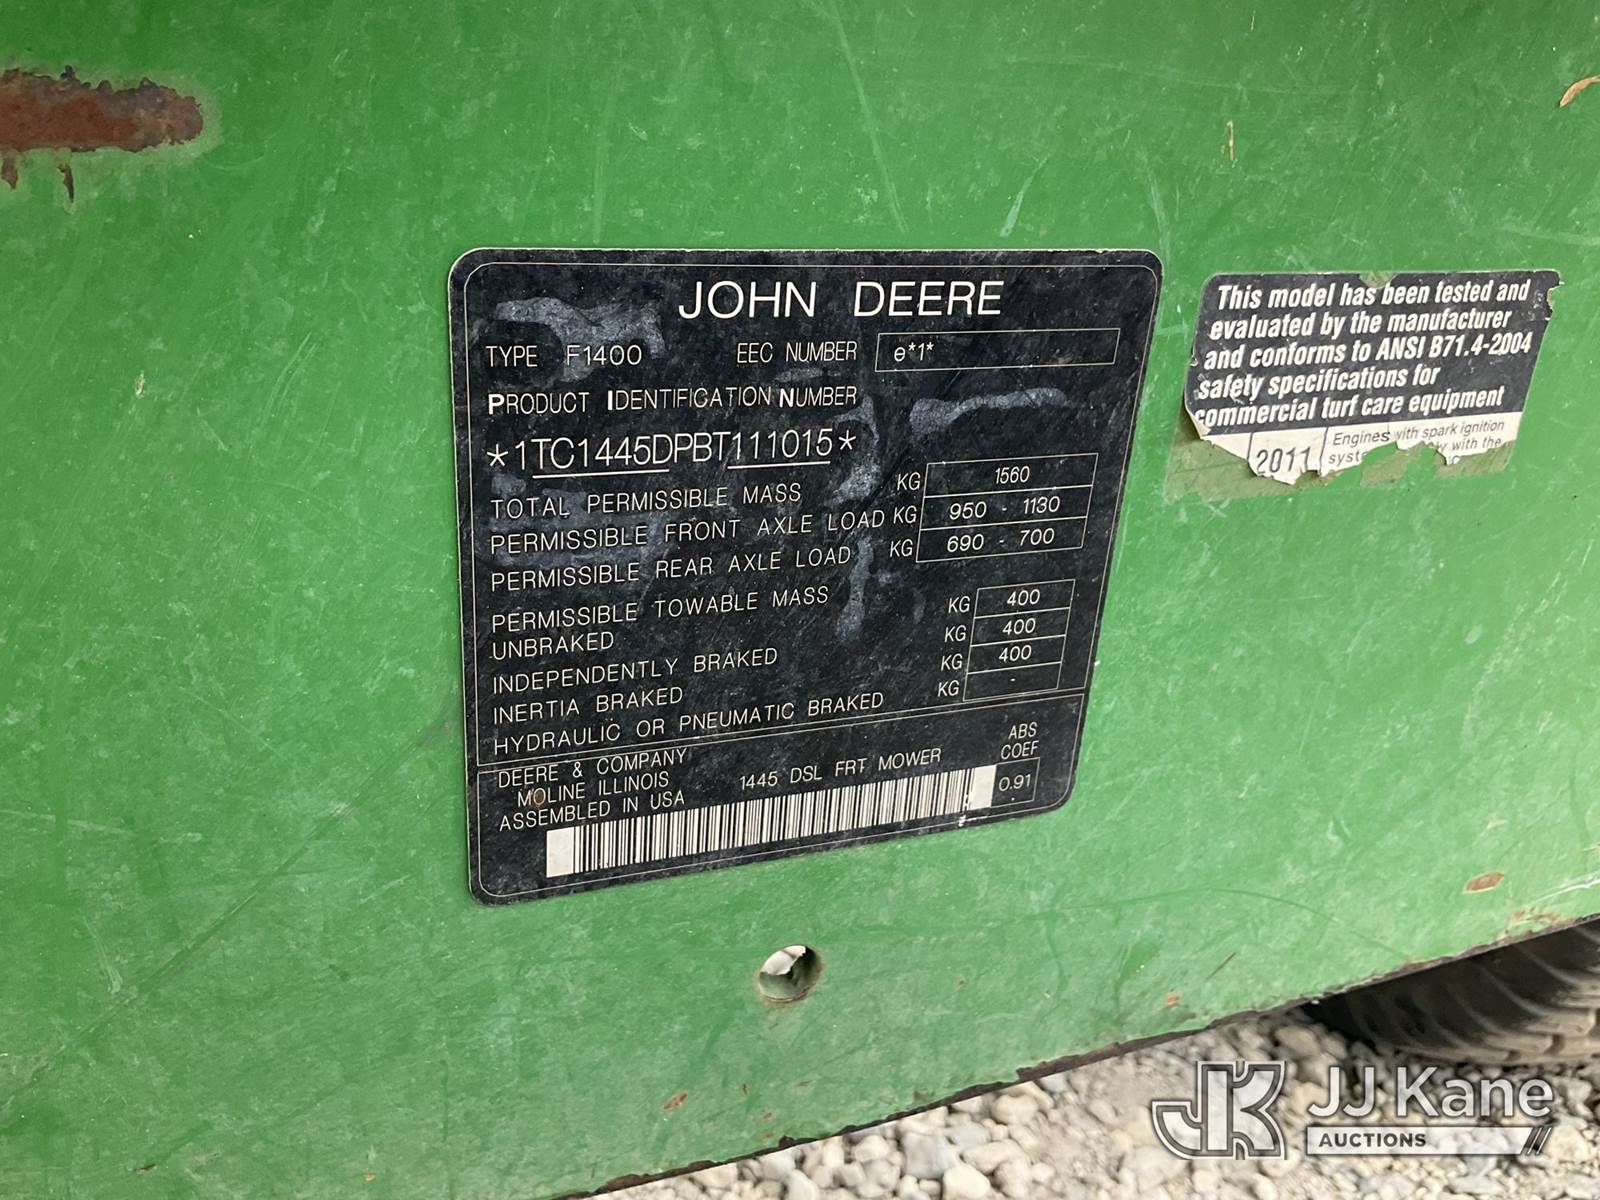 JOHN DEERE
TYPE F1400 EEC NUMBER e*1*
PRODUCT IDENTIFICATION NUMBER
*1TC1445DPBT111015*
TOTAL PERMISSIBLE MASS KG 1560
PERMISSIBLE FRONT AXLE LOAD KG 950 - 1130
PERMISSIBLE REAR AXLE LOAD KG 690 - 700
PERMISSIBLE TOWABLE MASS
UNBRAKED KG 400
INDEPENDENTLY BRAKED KG 400
INERTIA BRAKED KG 400
HYDRAULIC OR PNEUMATIC BRAKED KG -
DEERE & COMPANY
MOLINE ILLINOIS
ASSEMBLED IN USA
1445 DSL FRT MOWER
ABS
COEF
0.91
-
This model has been tested and
evaluated by the manufacturer
and conforms to ANSI B71.4-2004
safety specifications for
commercial turf care equipment
2011
Engines with spark ignition
with the
JK JJ Kane
AUCTIONS